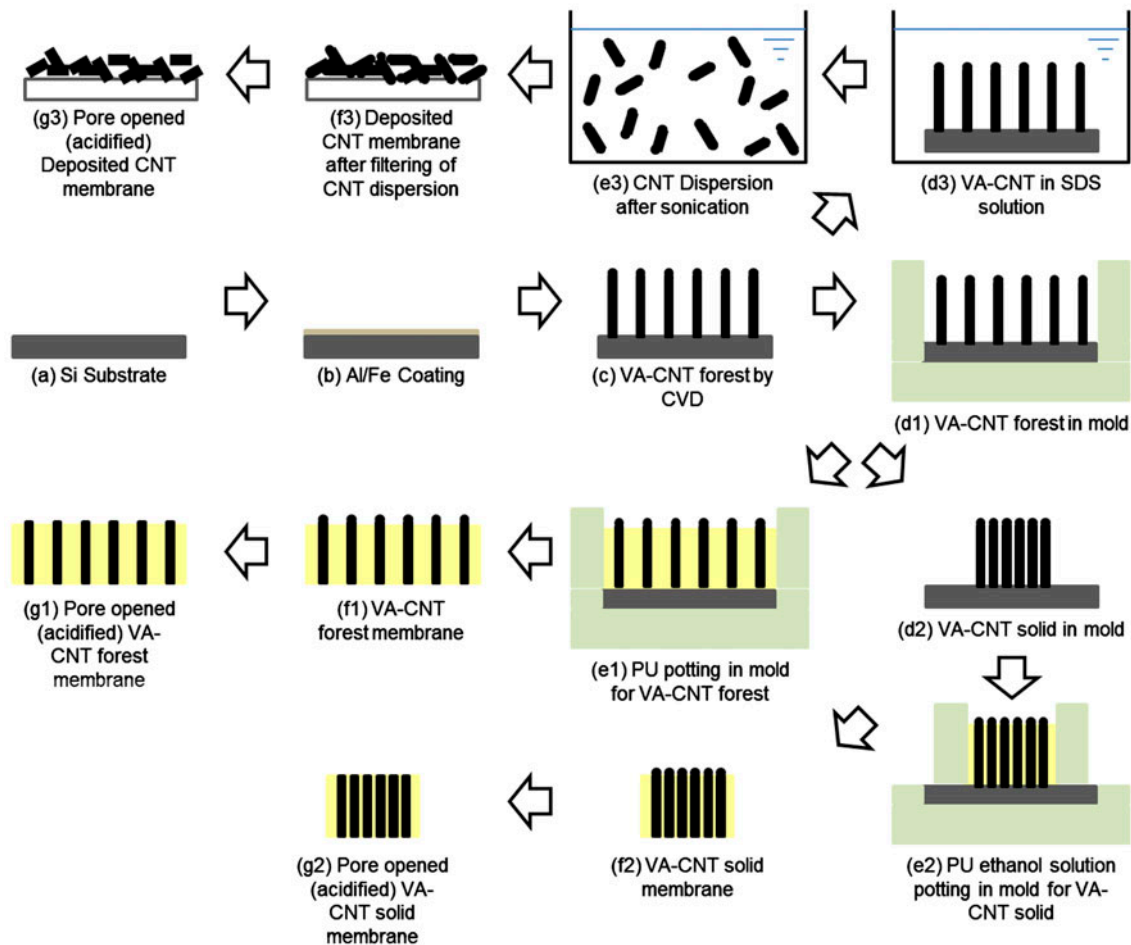 (g3) Pore opened
(acidified)
Deposited CNT
membrane
(f3) Deposited
CNT membrane
after filtering of
CNT dispersion
(e3) CNT Dispersion
after sonication
(d3) VA-CNT in SDS
solution
(a) Si Substrate
(b) Al/Fe Coating
(c) VA-CNT forest by
CVD
(d1) VA-CNT forest in mold
(g1) Pore opened
(acidified) VA-
CNT forest
membrane
(f1) VA-CNT
forest membrane
(e1) PU potting in mold
for VA-CNT forest
(d2) VA-CNT solid in mold
(g2) Pore opened
(acidified) VA-
CNT solid
membrane
(f2) VA-CNT solid
membrane
(e2) PU ethanol solution
potting in mold for VA-
CNT solid